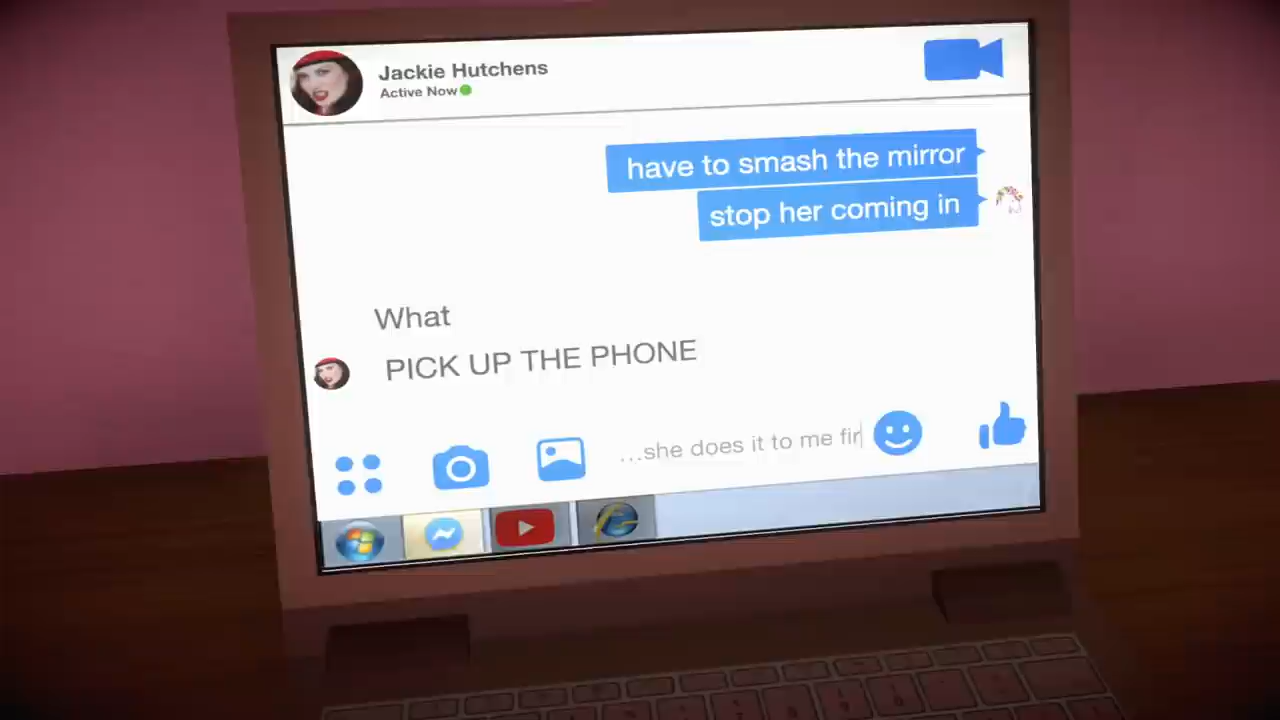 Jackie Hutchens
Active Now
have to smash the mirror
stop her coming in
What
PICK UP THE PHONE
...she does it to me fir